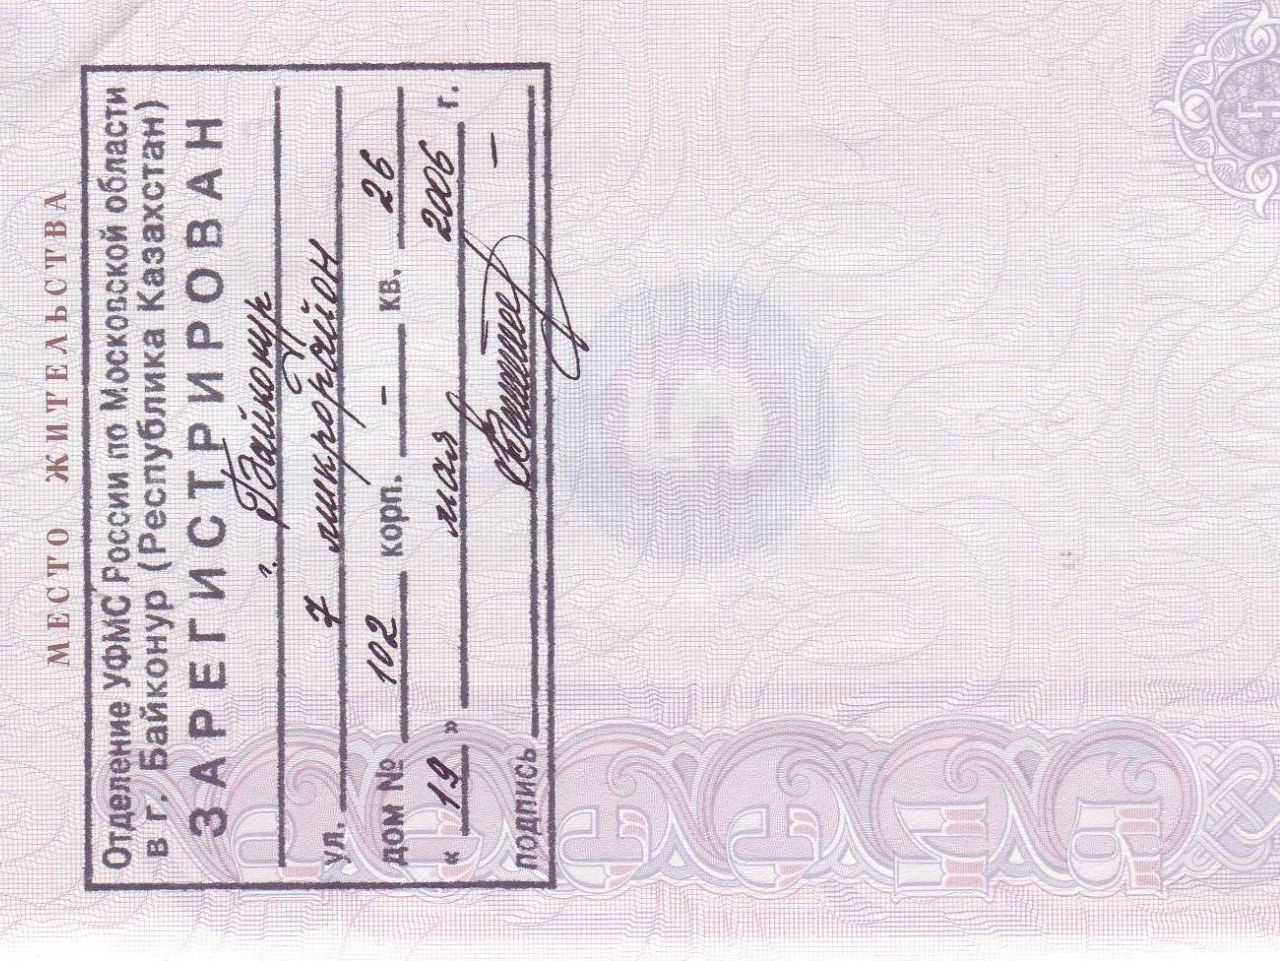 МЕСТО ЖИТЕЛЬСТВА
Отделение УФМС России по Московской области
в г. Байконур (Республика Казахстан)
ЗАРЕГИСТРИРОВАН
г. Байконур
ул. 7 микрорайон
дом № 102 корп. – кв. 26
« 19 » мая 2006 г.
подпись –